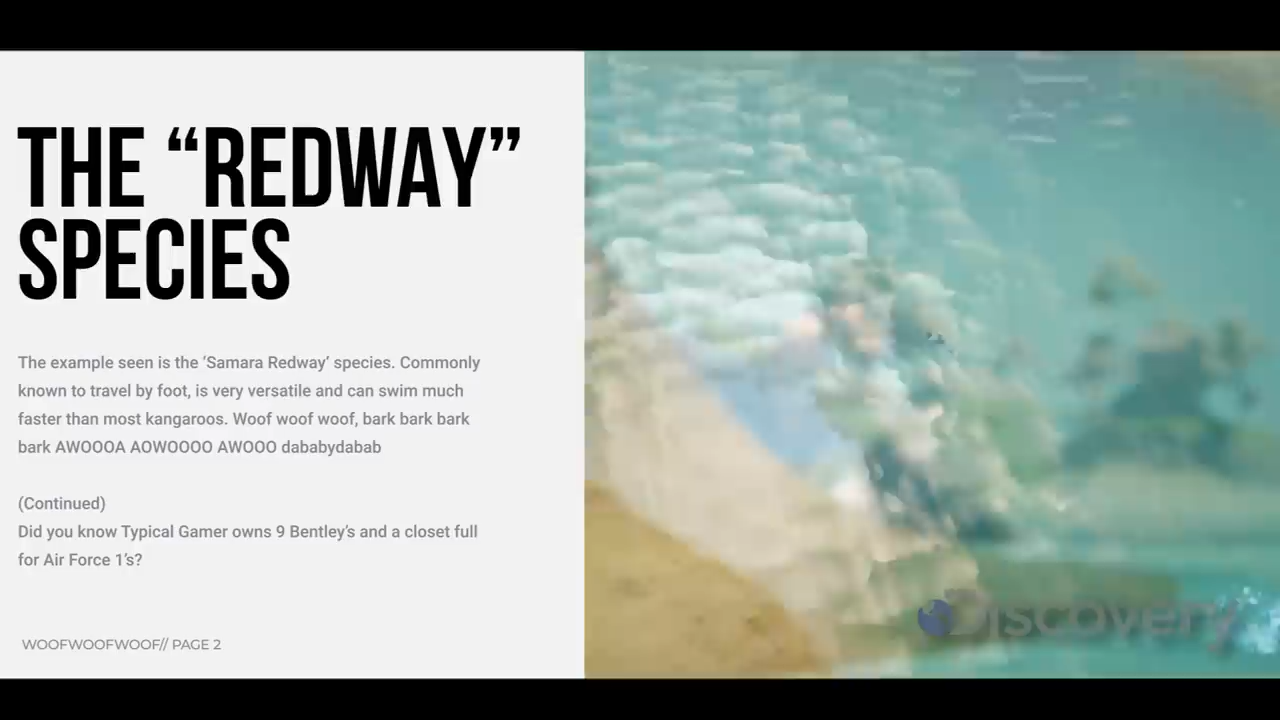 THE “REDWAY”
SPECIES
The example seen is the ‘Samara Redway’ species. Commonly
known to travel by foot, is very versatile and can swim much
faster than most kangaroos. Woof woof woof, bark bark bark
bark AWOOOA AOWOOOO AWOOO dababydabab
(Continued)
Did you know Typical Gamer owns 9 Bentley’s and a closet full
for Air Force 1’s?
WOOFWOOFWOOF// PAGE 2
Discovery